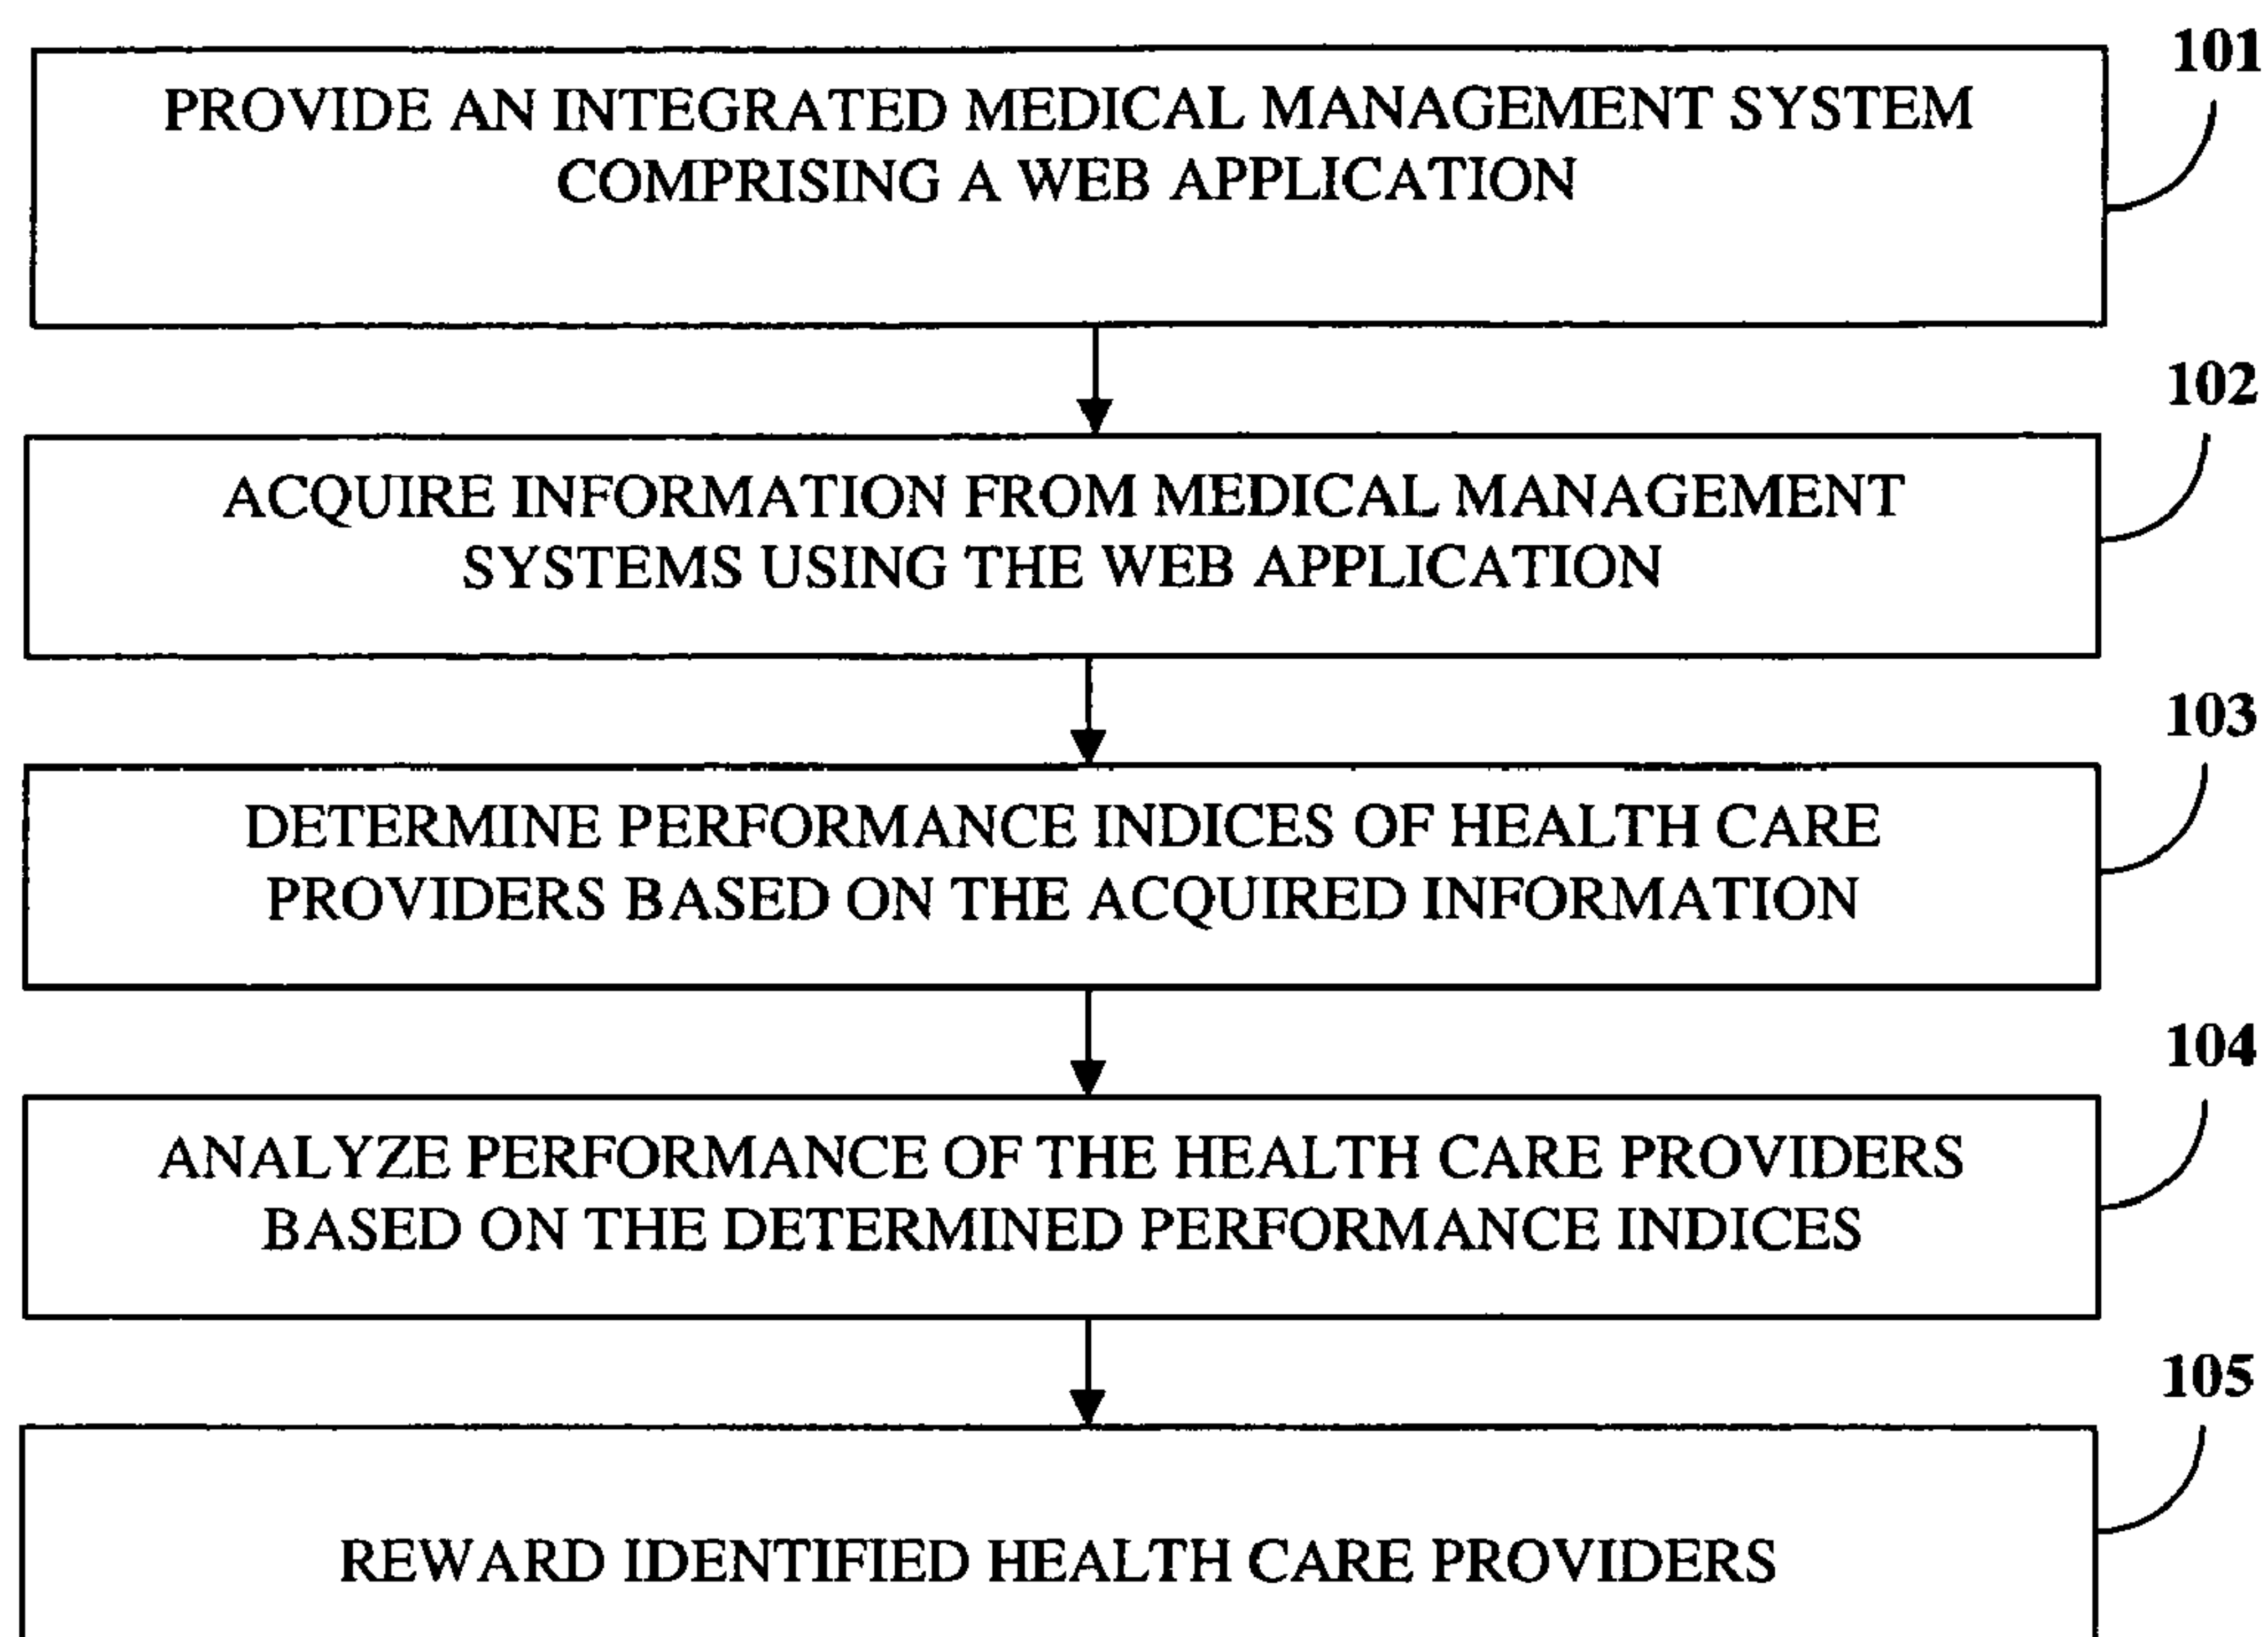 101
PROVIDE AN INTEGRATED MEDICAL MANAGEMENT SYSTEM
COMPRISING A WEB APPLICATION
102
ACQUIRE INFORMATION FROM MEDICAL MANAGEMENT
SYSTEMS USING THE WEB APPLICATION
103
DETERMINE PERFORMANCE INDICES OF HEALTH CARE
PROVIDERS BASED ON THE ACQUIRED INFORMATION
104
ANALYZE PERFORMANCE OF THE HEALTH CARE PROVIDERS
BASED ON THE DETERMINED PERFORMANCE INDICES
105
REWARD IDENTIFIED HEALTH CARE PROVIDERS